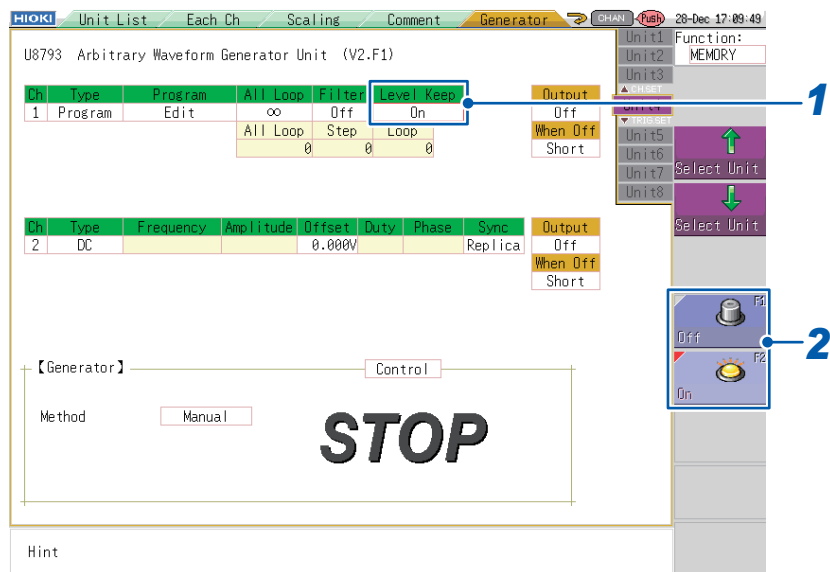 HIOKI Unit List Each Ch Scaling Comment Generator CHAN Push 28-Dec 17:09:49
U8793 Arbitrary Waveform Generator Unit (V2.F1)
Unit1
Unit2
Unit3
▲CHSET
Unit4
▼TRIGSET
Unit5
Unit6
Unit7
Unit8
Function:
MEMORY
Ch Type Program All Loop Filter Level Keep Output
1 Program Edit ∞ Off On Off
All Loop Step Loop When Off
0 0 0 Short
1
Select Unit
Select Unit
Ch Type Frequency Amplitude Offset Duty Phase Sync Output
2 DC 0.000V Replica Off
When Off
Short
F1
Off
F2
On
2
【Generator】 Control
Method Manual
STOP
Hint